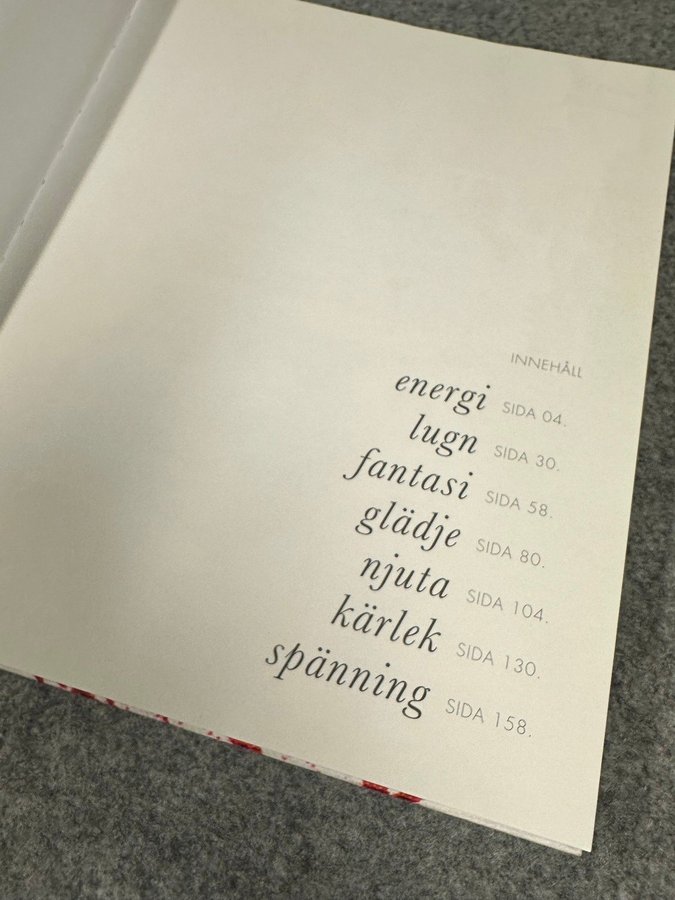 INNEHÅLL
energi SIDA 04.
lugn SIDA 30.
fantasi SIDA 58.
glädje SIDA 80.
njuta SIDA 104.
kärlek SIDA 130.
spänning SIDA 158.